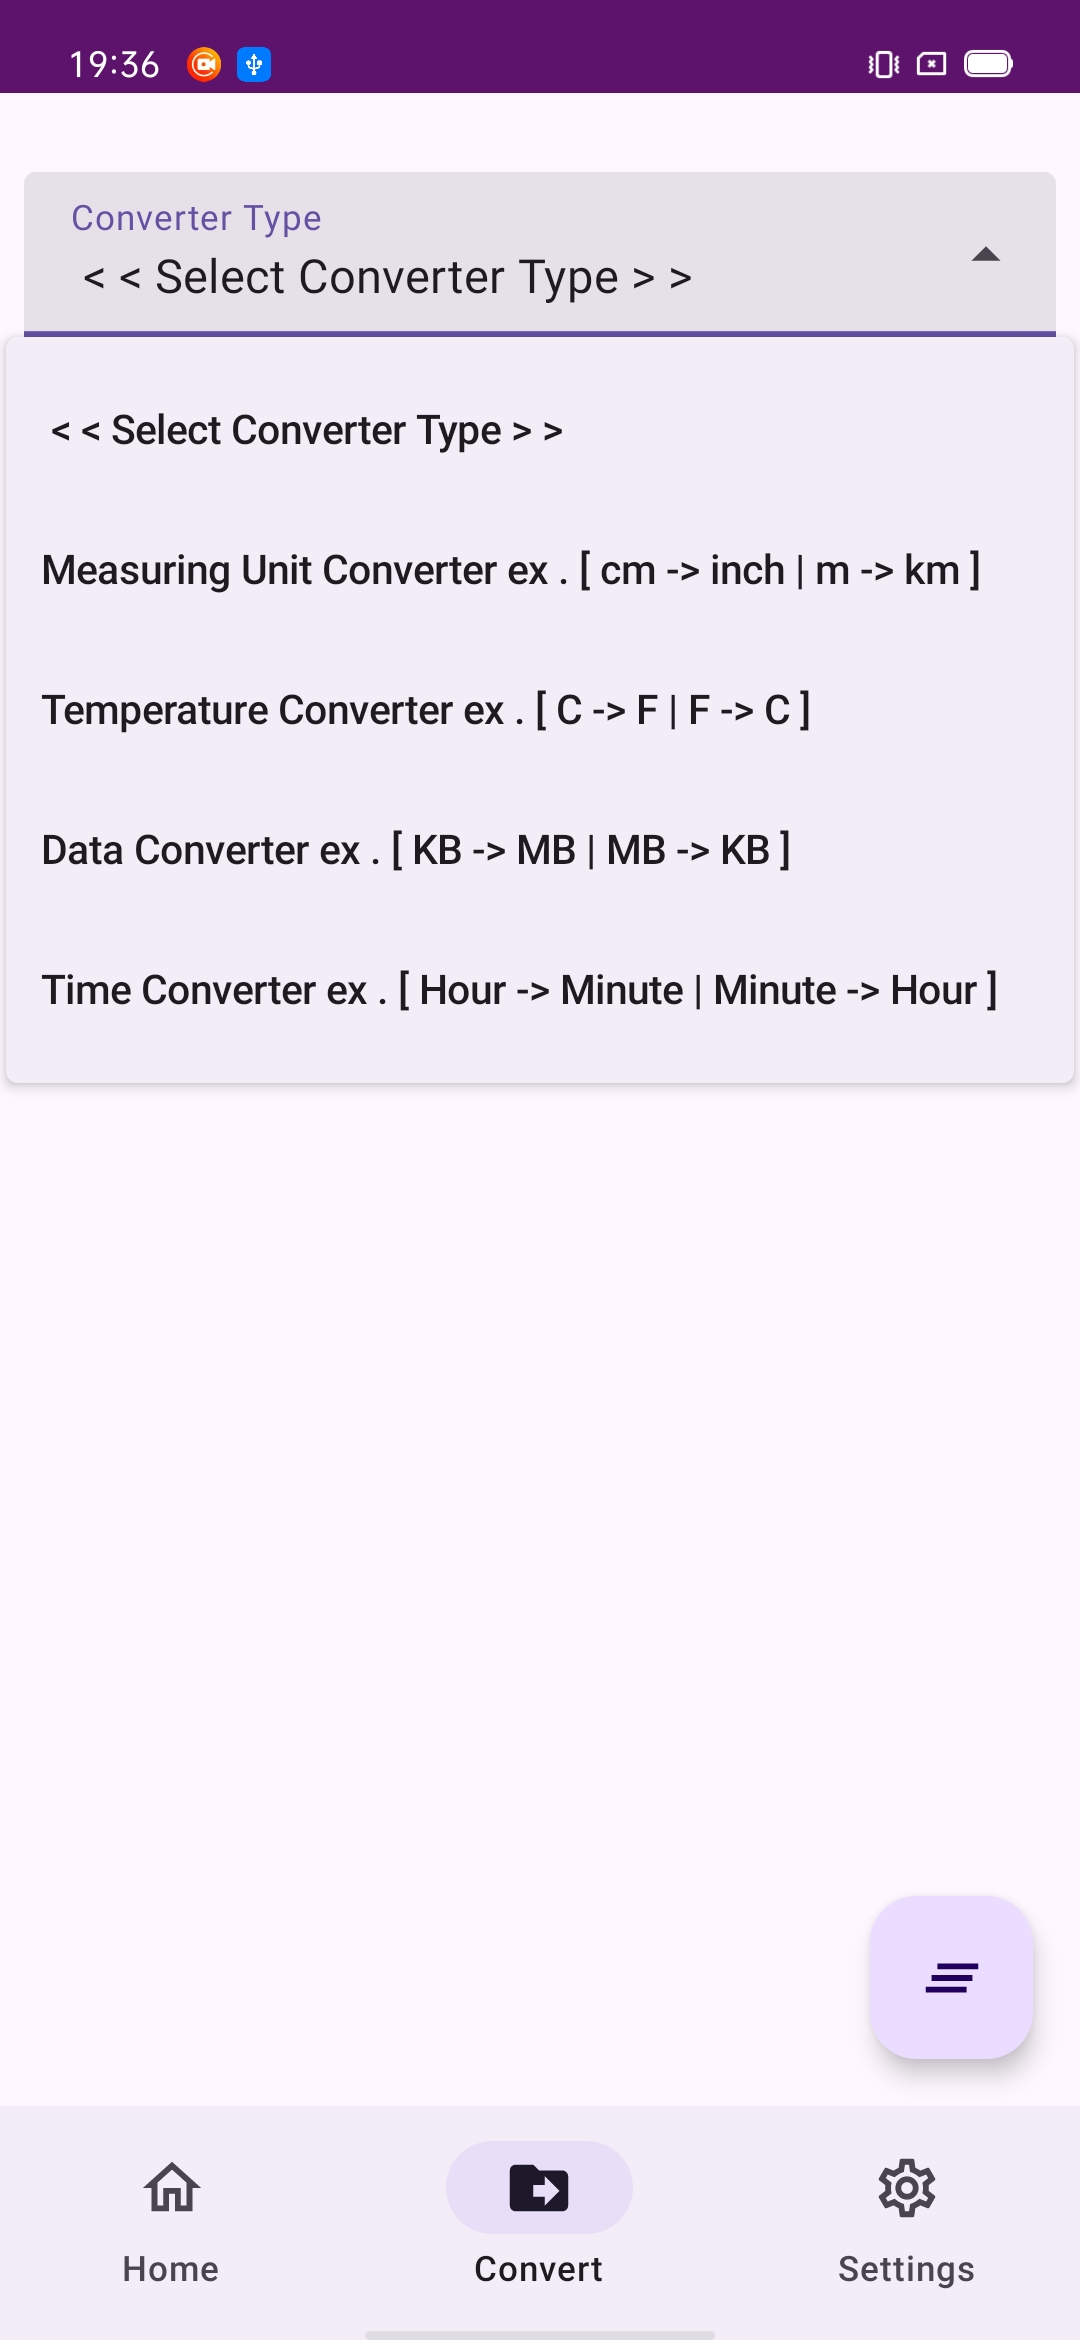 19:36
Converter Type
< < Select Converter Type > >
< < Select Converter Type > >
Measuring Unit Converter ex . [ cm -> inch | m -> km ]
Temperature Converter ex . [ C -> F | F -> C ]
Data Converter ex . [ KB -> MB | MB -> KB ]
Time Converter ex . [ Hour -> Minute | Minute -> Hour ]
Home
Convert
Settings